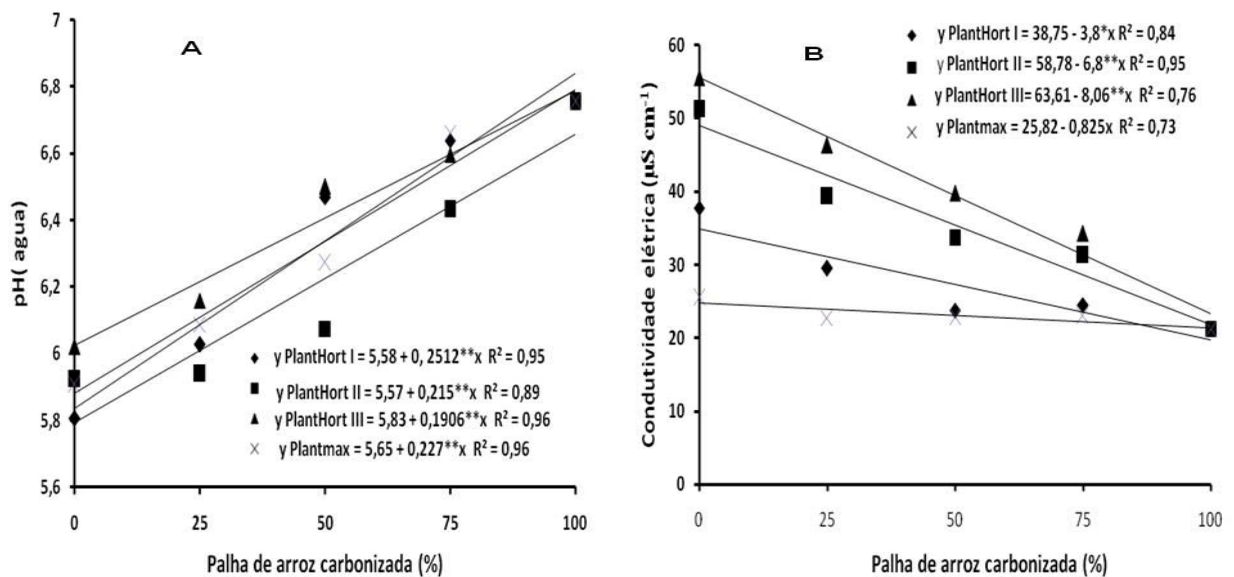 A
pH( agua)
7
6,8
6,6
6,4
6,2
6
5,8
5,6
0 25 50 75 100
Palha de arroz carbonizada (%)
y PlantHort I = 5,58 + 0, 2512**x R² = 0,95
y PlantHort II = 5,57 + 0,215**x R² = 0,89
y PlantHort III = 5,83 + 0,1906**x R² = 0,96
y Plantmax = 5,65 + 0,227**x R² = 0,96
B
y PlantHort I = 38,75 - 3,8*x R² = 0,84
y PlantHort II = 58,78 - 6,8**x R² = 0,95
y PlantHort III = 63,61 - 8,06**x R² = 0,76
y Plantmax = 25,82 - 0,825x R² = 0,73
Condutividade elétrica (µS cm⁻¹)
60
50
40
30
20
10
0
0 25 50 75 100
Palha de arroz carbonizada (%)